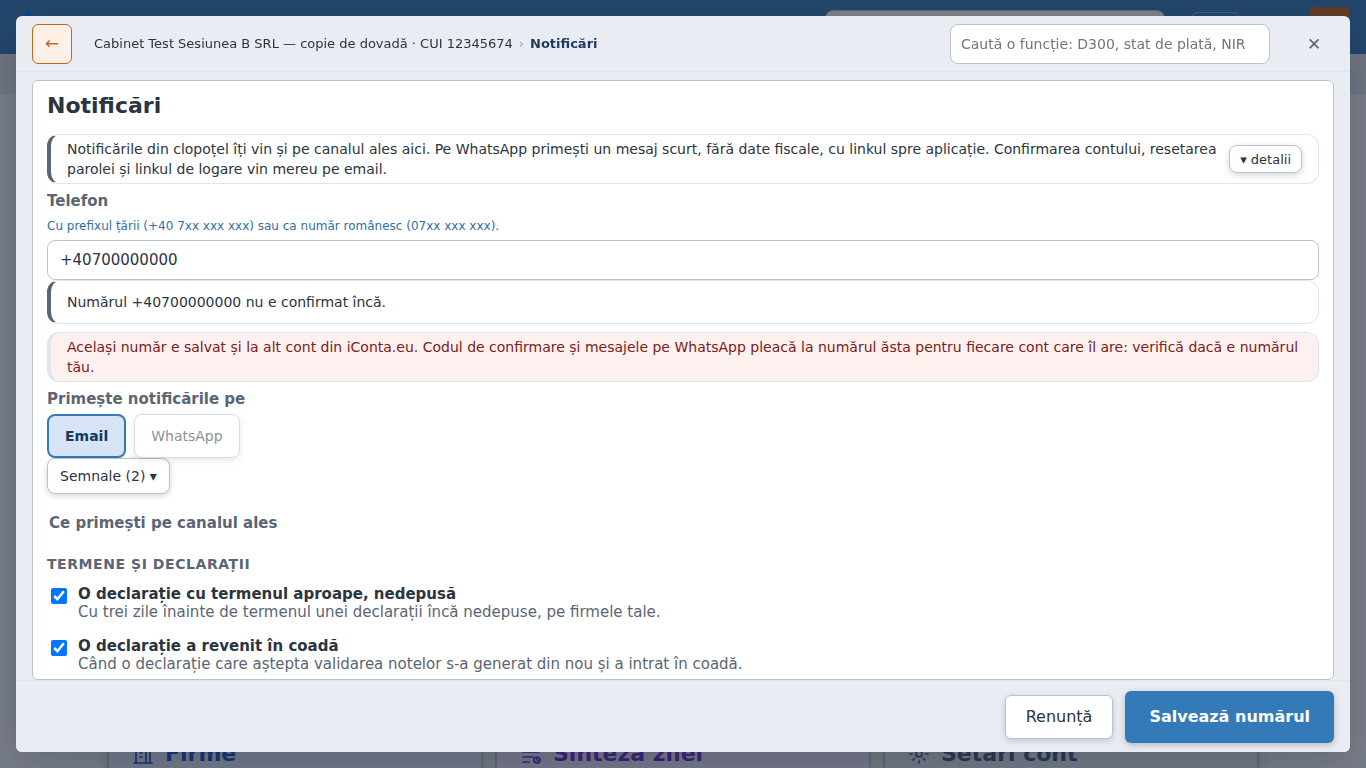 ←
Cabinet Test Sesiunea B SRL — copie de dovadă · CUI 12345674 › Notificări
Caută o funcție: D300, stat de plată, NIR
✕
Notificări
Notificările din clopoțel îți vin și pe canalul ales aici. Pe WhatsApp primești un mesaj scurt, fără date fiscale, cu linkul spre aplicație. Confirmarea contului, resetarea
parolei și linkul de logare vin mereu pe email.
▾ detalii
Telefon
Cu prefixul țării (+40 7xx xxx xxx) sau ca număr românesc (07xx xxx xxx).
+40700000000
Numărul +40700000000 nu e confirmat încă.
Același număr e salvat și la alt cont din iConta.eu. Codul de confirmare și mesajele pe WhatsApp pleacă la numărul ăsta pentru fiecare cont care îl are: verifică dacă e numărul
tău.
Primește notificările pe
Email
WhatsApp
Semnale (2) ▾
Ce primești pe canalul ales
TERMENE ȘI DECLARAȚII
O declarație cu termenul aproape, nedepusă
Cu trei zile înainte de termenul unei declarații încă nedepuse, pe firmele tale.
O declarație a revenit în coadă
Când o declarație care aștepta validarea notelor s-a generat din nou și a intrat în coadă.
Renunță
Salvează numărul
Firme
Sinteza zilei
Setări cont